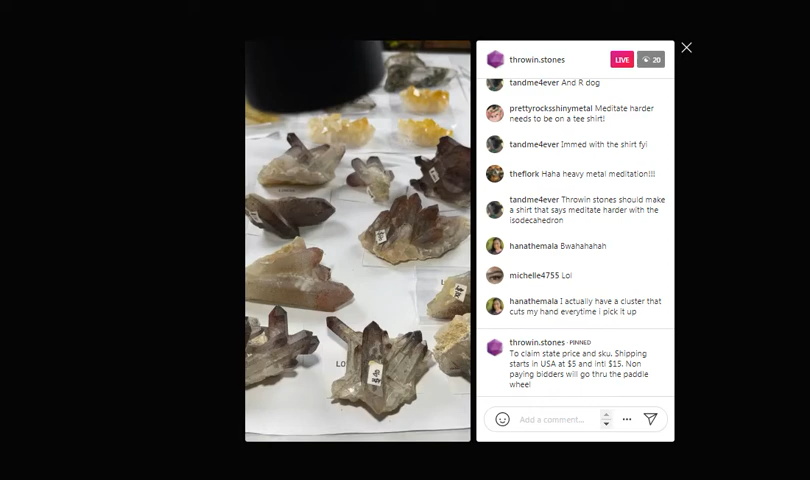 throwin.stones
LIVE
20
tandme4ever And R dog
prettyrocksshinymetal Meditate harder
needs to be on a tee shirt!
tandme4ever Immed with the shirt fyi
theflork Haha heavy metal meditation!!!
tandme4ever Throwin stones should make
a shirt that says meditate harder with the
isodecahedron
hanathemala Bwahahahah
michelle4755 Lol
hanathemala I actually have a cluster that
cuts my hand everytime i pick it up
throwin.stones · PINNED
To claim state price and sku. Shipping
starts in USA at $5 and intl $15. Non
paying bidders will go thru the paddle
wheel
Add a comment...